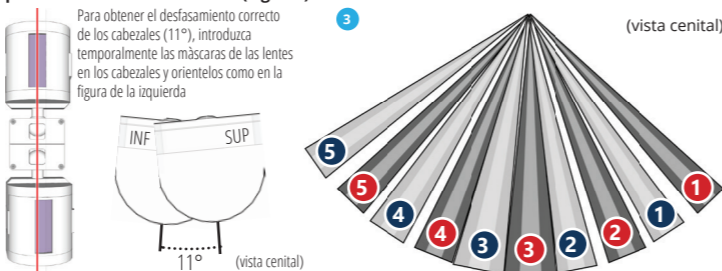 Para obtener el desfasamiento correcto
de los cabezales (11°), introduzca
temporalmente las màscaras de las lentes
en los cabezales y orientelos como en la
figura de la izquierda
INF
SUP
11°
(vista cenital)
3
(vista cenital)
5
5
4
4
3
3
2
2
1
1